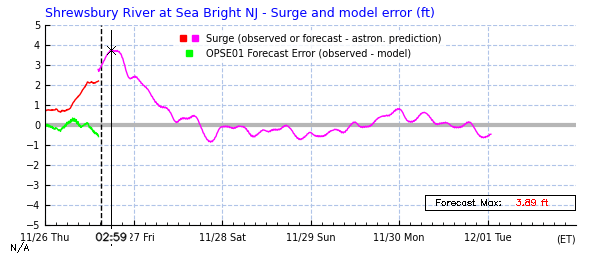 Shrewsbury River at Sea Bright NJ - Surge and model error (ft)
5
4
3
2
1
0
−1
−2
−3
−4
−5
Surge (observed or forecast - astron. prediction)
OPSE01 Forecast Error (observed - model)
Forecast Max: 3.89 ft
11/26 Thu 02:59 27 Fri 11/28 Sat 11/29 Sun 11/30 Mon 12/01 Tue (ET)
N/A